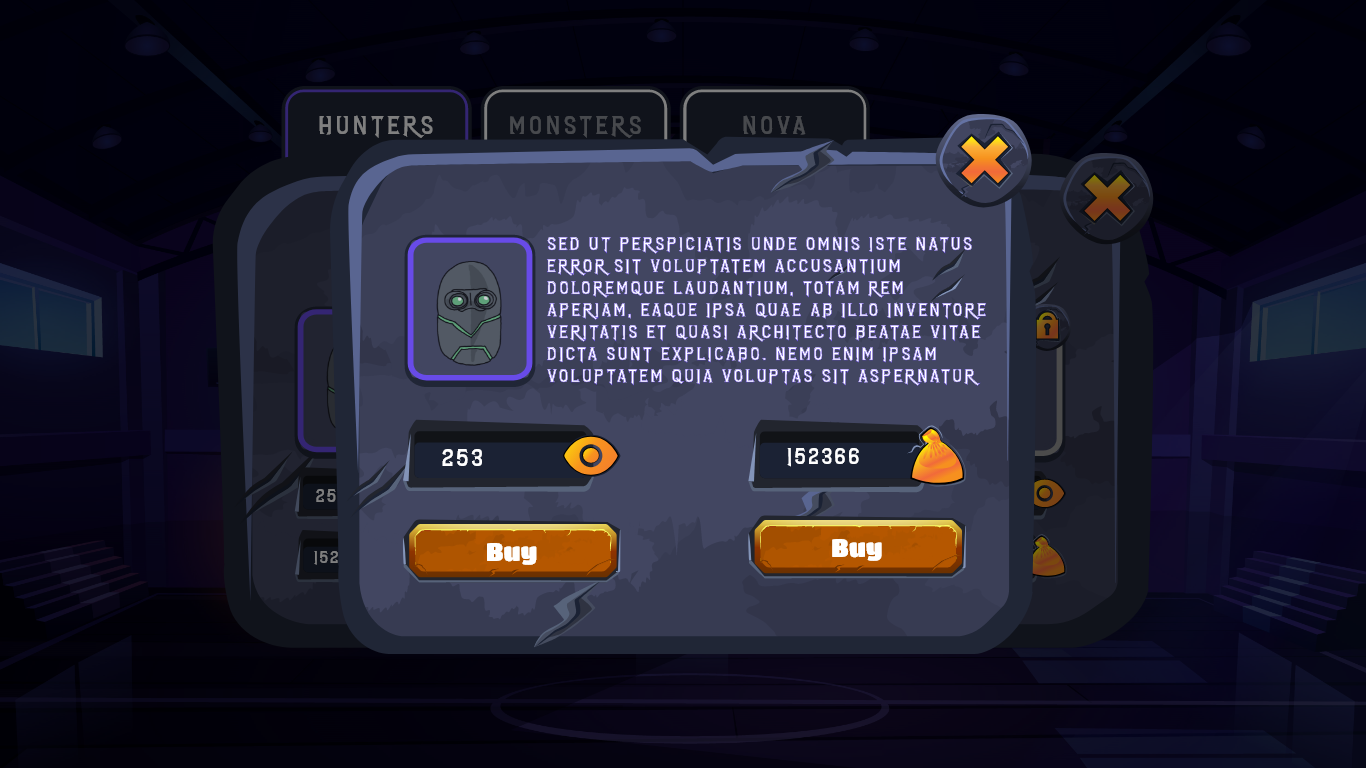 HUNTERS
MONSTERS
NOVA
SED UT PERSPICIATIS UNDE OMNIS ISTE NATUS
ERROR SIT VOLUPTATEM ACCUSANTIUM
DOLOREMQUE LAUDANTIUM, TOTAM REM
APERIAM, EAQUE IPSA QUAE AB ILLO INVENTORE
VERITATIS ET QUASI ARCHITECTO BEATAE VITAE
DICTA SUNT EXPLICABO. NEMO ENIM IPSAM
VOLUPTATEM QUIA VOLUPTAS SIT ASPERNATUR
253
152366
25
152
Buy
Buy